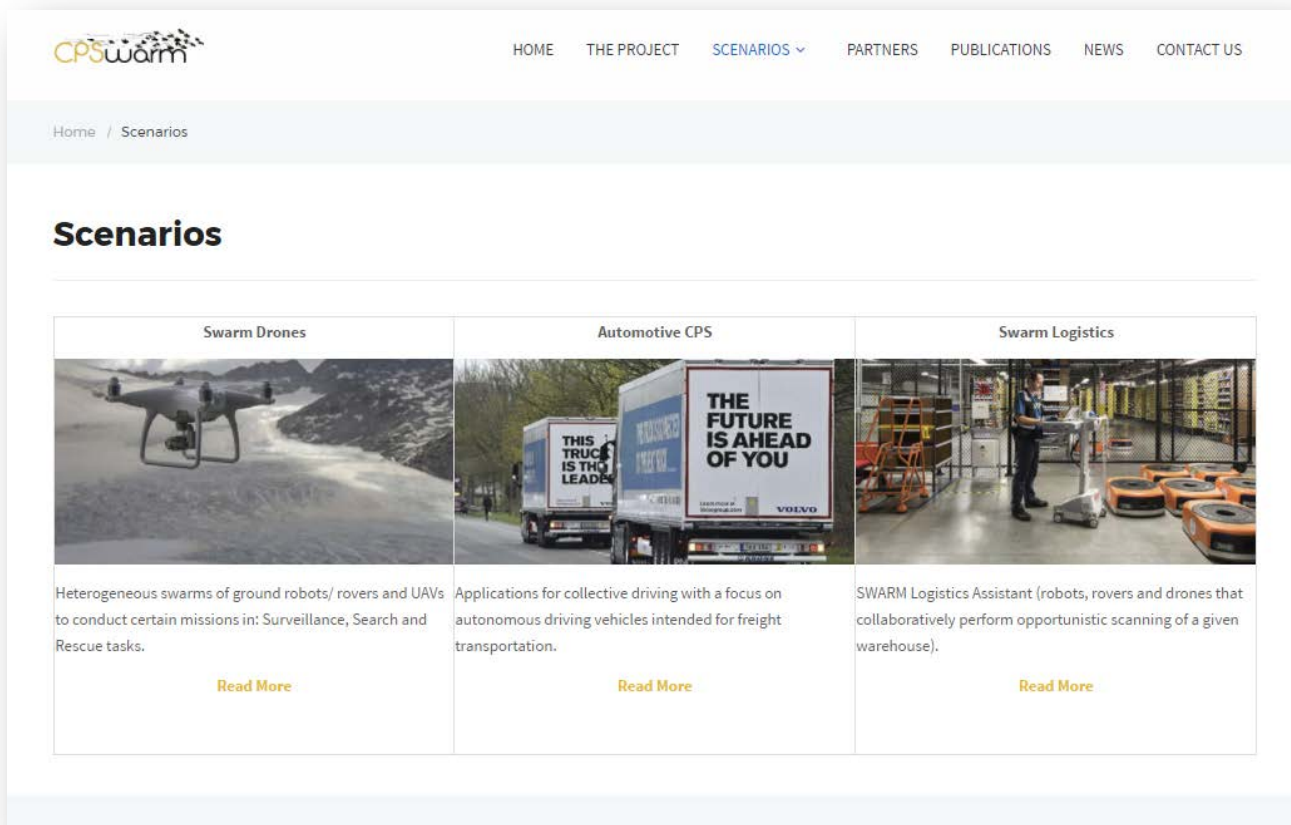 CPSwarm
HOME THE PROJECT SCENARIOS PARTNERS PUBLICATIONS NEWS CONTACT US
Home / Scenarios
Scenarios
Swarm Drones
Automotive CPS
Swarm Logistics
THIS
TRUCK
IS THE
LEADER
THE
FUTURE
IS AHEAD
OF YOU
VOLVO
Heterogeneous swarms of ground robots/ rovers and UAVs
to conduct certain missions in: Surveillance, Search and
Rescue tasks.
Read More
Applications for collective driving with a focus on
autonomous driving vehicles intended for freight
transportation.
Read More
SWARM Logistics Assistant (robots, rovers and drones that
collaboratively perform opportunistic scanning of a given
warehouse).
Read More